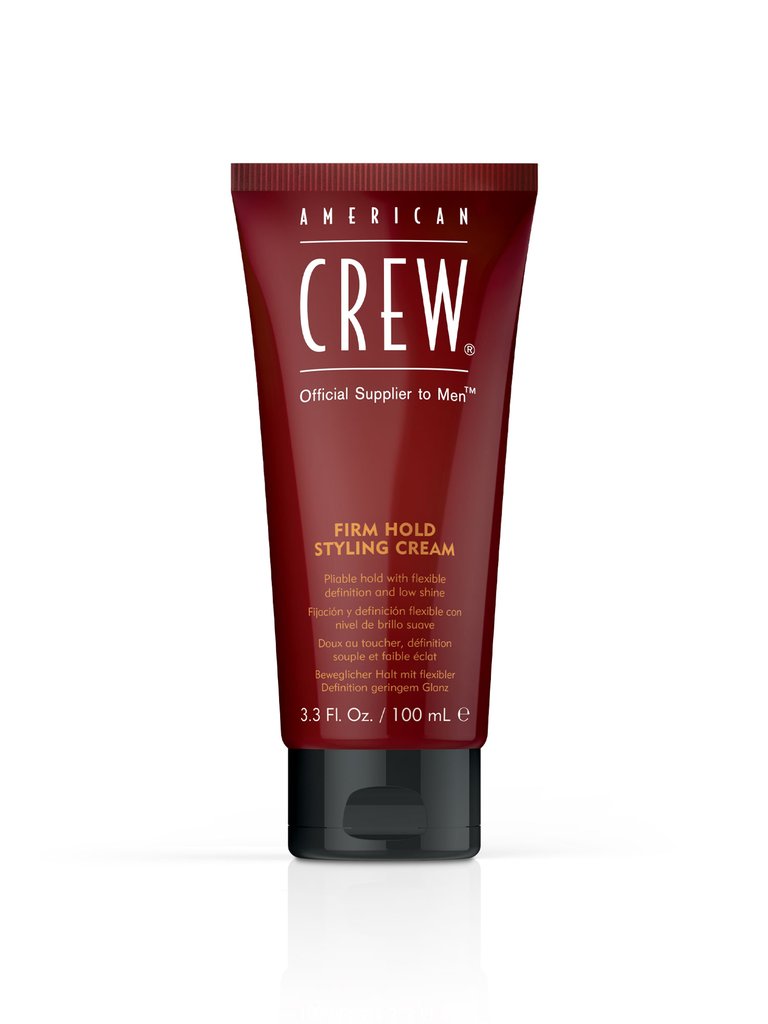 AMERICAN
CREW®
Official Supplier to Men™
FIRM HOLD
STYLING CREAM
Pliable hold with flexible
definition and low shine
Fijación y definición flexible con
nivel de brillo suave
Doux au toucher, définition
souple et faible éclat
Beweglicher Halt mit flexibler
Definition geringem Glanz
3.3 Fl. Oz. / 100 mL ℮